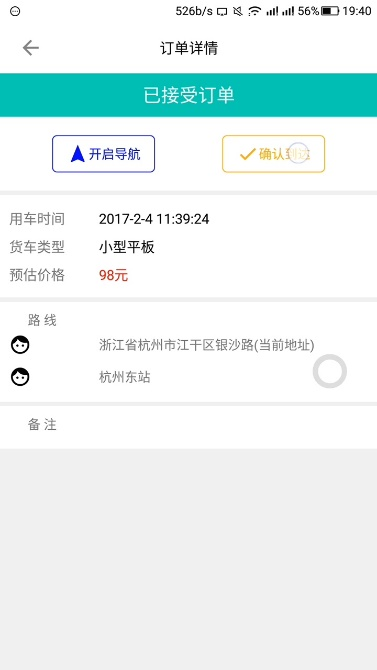 526b/s 56% 19:40
订单详情
已接受订单
开启导航 确认到达
用车时间 2017-2-4 11:39:24
货车类型 小型平板
预估价格 98元
路线
浙江省杭州市江干区银沙路(当前地址)
杭州东站
备注